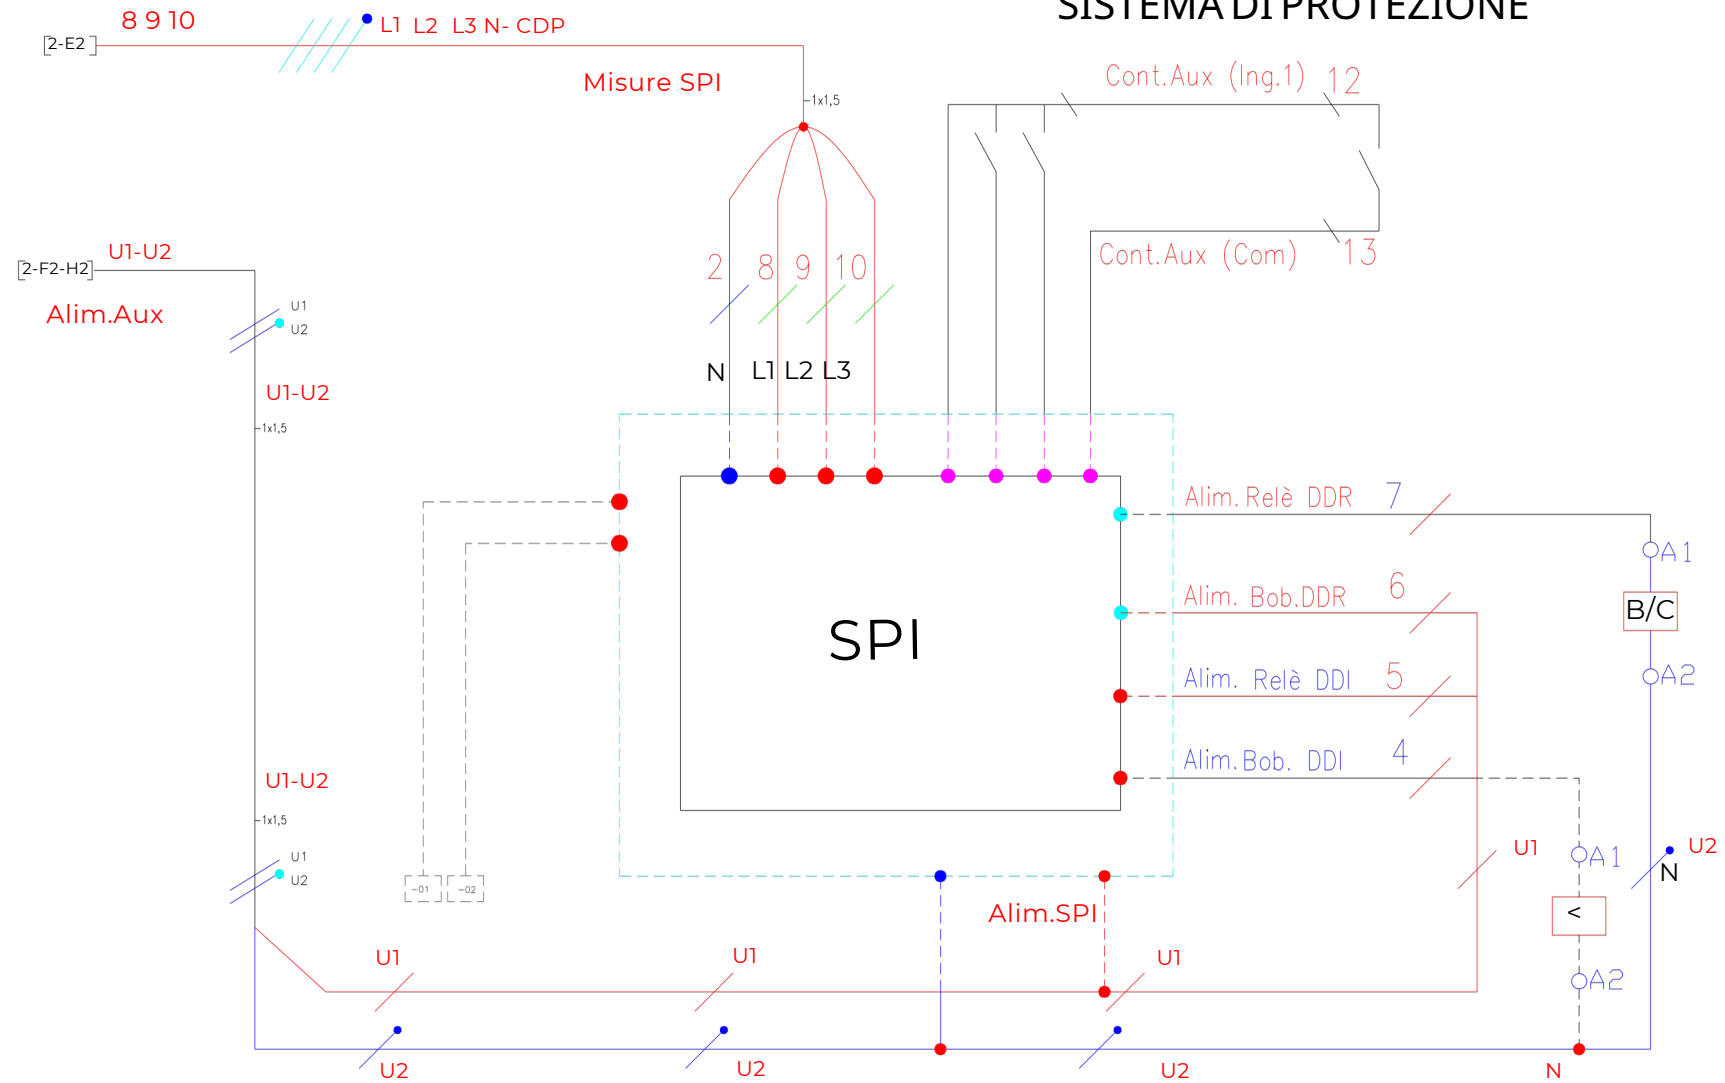 SISTEMA DI PROTEZIONE
8 9 10
L1 L2 L3 N- CDP
[2-E2]
Misure SPI
Cont.Aux (Ing.1) 12
1x1,5
U1-U2
[2-F2-H2]
Cont.Aux (Com) 13
2 8 9 10
Alim.Aux
U1
U2
N L1 L2 L3
U1-U2
1x1,5
Alim. Relè DDR 7
A1
Alim. Bob.DDR 6
B/C
SPI
Alim. Relè DDI 5
A2
Alim.Bob. DDI 4
U1-U2
1x1,5
U1
U2
-01 -02
U1
A1
U2
N
Alim.SPI
<
U1 U1 U1
A2
U2 U2 U2 N